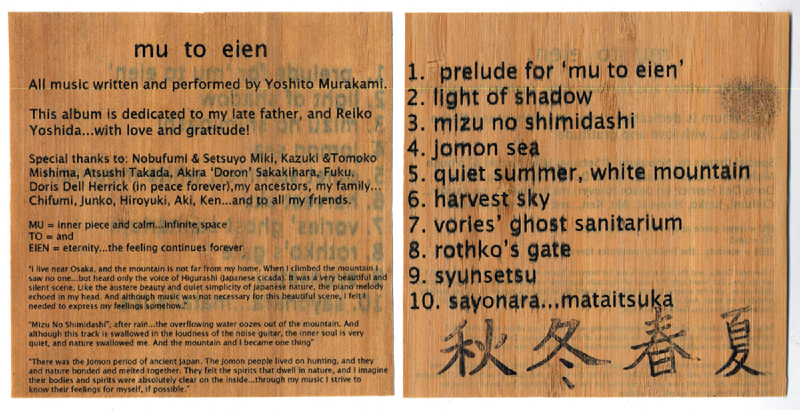 mu to eien
All music written and performed by Yoshito Murakami.
This album is dedicated to my late father, and Reiko
Yoshida...with love and gratitude!
Special thanks to: Nobufumi & Setsuyo Miki, Kazuki &Tomoko
Mishima, Atsushi Takada, Akira ‘Doron’ Sakakihara, Fuku,
Doris Dell Herrick (in peace forever),my ancestors, my family...
Chifumi, Junko, Hiroyuki, Aki, Ken...and to all my friends.
MU = inner piece and calm...infinite space
TO = and
EIEN = eternity...the feeling continues forever
"I live near Osaka, and the mountain is not far from my home. When I climbed the mountain I
saw no one...but heard only the voice of Higurashi (Japanese cicada). It was a very beautiful and
silent scene. Like the austere beauty and quiet simplicity of Japanese nature, the piano melody
echoed in my head. And although music was not necessary for this beautiful scene, I felt I
needed to express my feelings somehow."
"Mizu No Shimidashi", after rain...the overflowing water oozes out of the mountain. And
although this track is swallowed in the loudness of the noise guitar, the inner soul is very
quiet, and nature swallowed me. And the mountain and I became one thing"
"There was the Jomon period of ancient Japan. The Jomon people lived on hunting, and they
and nature bonded and melted together. They felt the spirits that dwell in nature, and I imagine
their bodies and spirits were absolutely clear on the inside...through my music I strive to
know their feelings for myself, if possible."
1. prelude for ‘mu to eien’
2. light of shadow
3. mizu no shimidashi
4. jomon sea
5. quiet summer, white mountain
6. harvest sky
7. vories’ ghost sanitarium
8. rothko’s gate
9. syunsetsu
10. sayonara...mataitsuka
秋 冬 春 夏